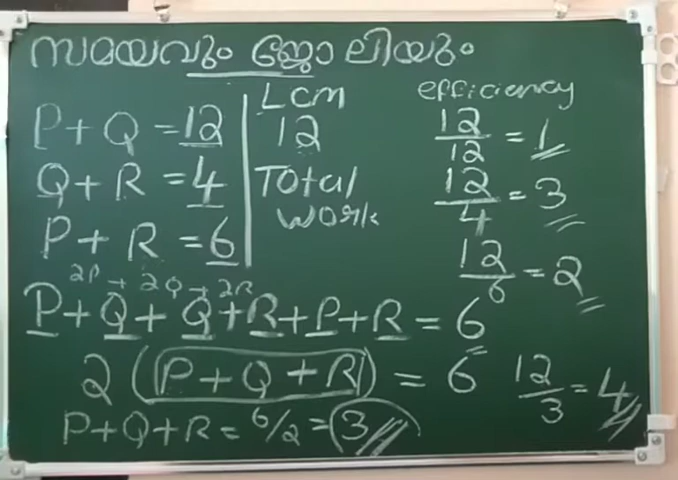 സമയവും ജോലിയും
P+Q = 12
Q+R = 4
P+R = 6
Lcm
12
Total
work
efficiency
12/12 = 1
12/4 = 3
12/6 = 2
2P + 2Q + 2R
P+Q+Q+R+P+R = 6
2(P+Q+R) = 6
12/3 = 4
P+Q+R = 6/2 = 3